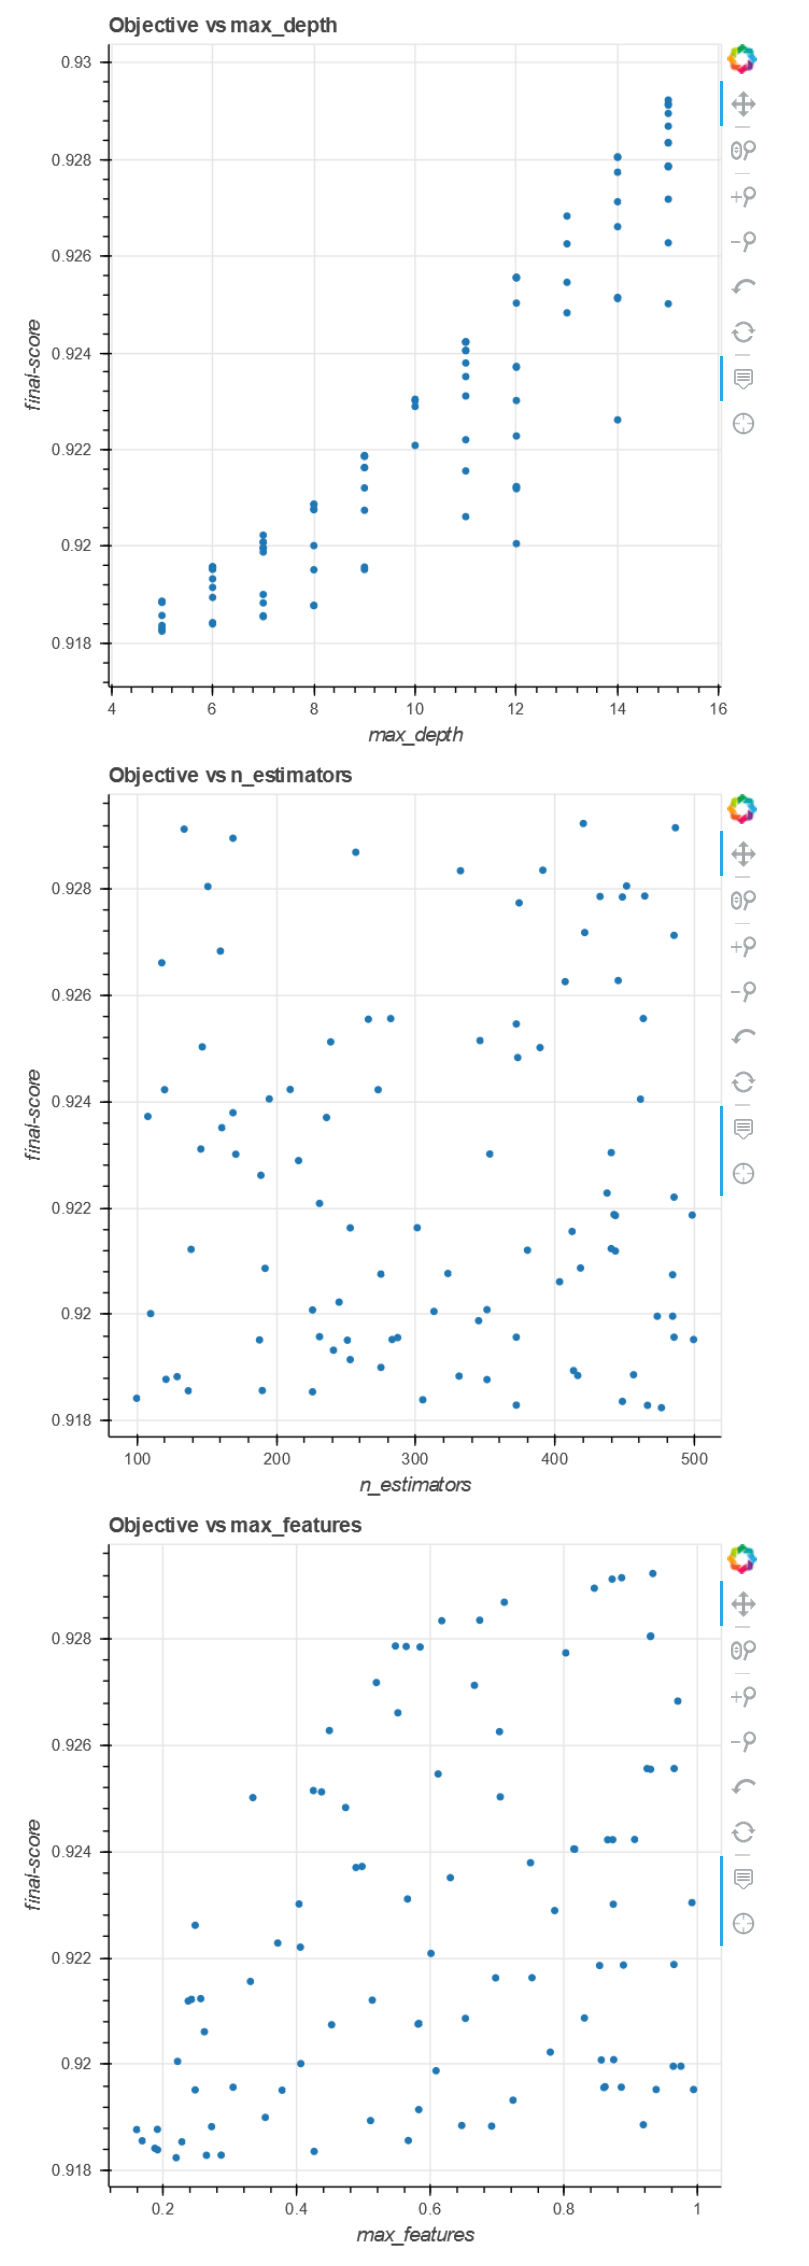 Objective vs max_depth
0.93
0.928
0.926
0.924
0.922
0.92
0.918
final-score
4 6 8 10 12 14 16
max_depth
Objective vs n_estimators
0.928
0.926
0.924
0.922
0.92
0.918
final-score
100 200 300 400 500
n_estimators
Objective vs max_features
0.928
0.926
0.924
0.922
0.92
0.918
final-score
0.2 0.4 0.6 0.8 1
max_features